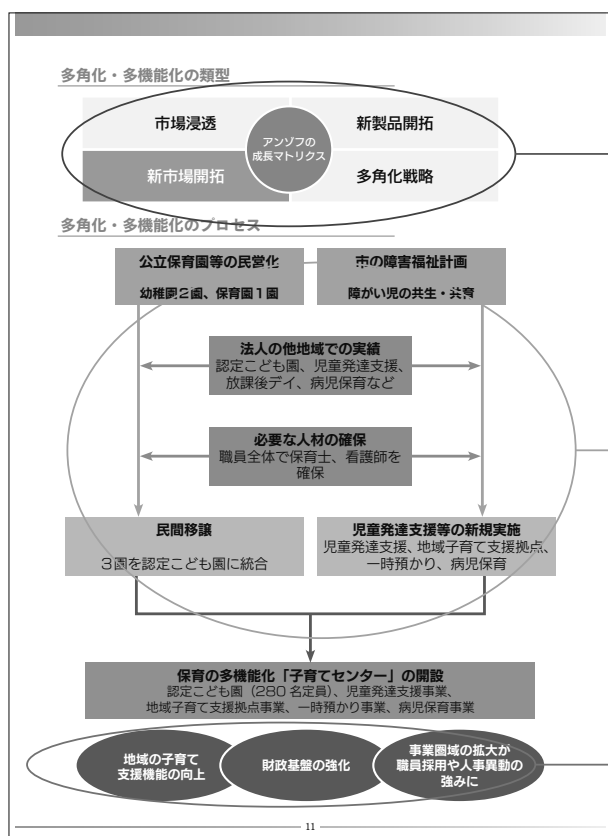 多角化・多機能化の類型
市場浸透
新製品開拓
アンゾフの
成長マトリクス
新市場開拓
多角化戦略
多角化・多機能化のプロセス
公立保育園等の民営化
幼稚園2園、保育園1園
市の障害福祉計画
障がい児の共生・共育
法人の他地域での実績
認定こども園、児童発達支援、
放課後デイ、病児保育など
必要な人材の確保
職員全体で保育士、看護師を
確保
民間移譲
3園を認定こども園に統合
児童発達支援等の新規実施
児童発達支援、地域子育て支援拠点、
一時預かり、病児保育
保育の多機能化「子育てセンター」の開設
認定こども園（280名定員）、児童発達支援事業、
地域子育て支援拠点事業、一時預かり事業、病児保育事業
地域の子育て
支援機能の向上
財政基盤の強化
事業圏域の拡大が
職員採用や人事異動の
強みに
11